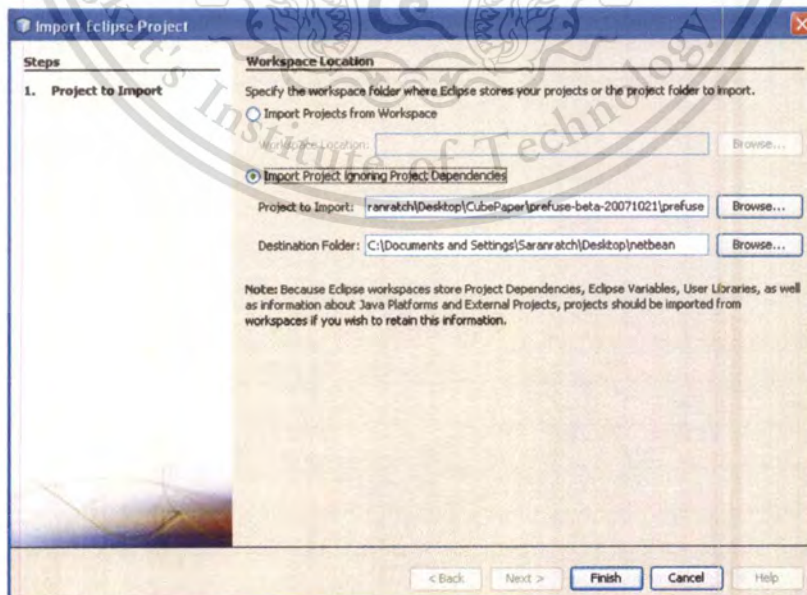 Import Eclipse Project
Steps
1. Project to Import
Workspace Location
Specify the workspace folder where Eclipse stores your projects or the project folder to import.
Import Projects from Workspace
Workspace Location:
Browse...
Import Project Ignoring Project Dependencies
Project to Import: ranratch\Desktop\CubePaper\prefuse-beta-20071021\prefuse Browse...
Destination Folder: C:\Documents and Settings\Saranratch\Desktop\netbean Browse...
Note: Because Eclipse workspaces store Project Dependencies, Eclipse Variables, User Libraries, as well
as information about Java Platforms and External Projects, projects should be imported from
workspaces if you wish to retain this information.
< Back Next > Finish Cancel Help
Institute of Technology